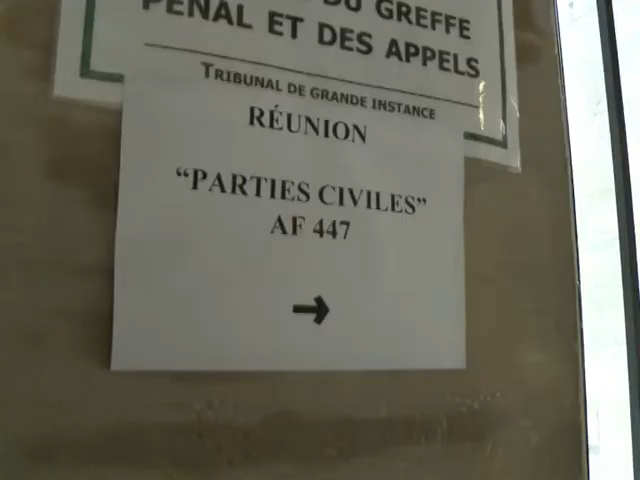 DU GREFFE
PÉNAL ET DES APPELS
TRIBUNAL DE GRANDE INSTANCE
RÉUNION
“PARTIES CIVILES”
AF 447
→